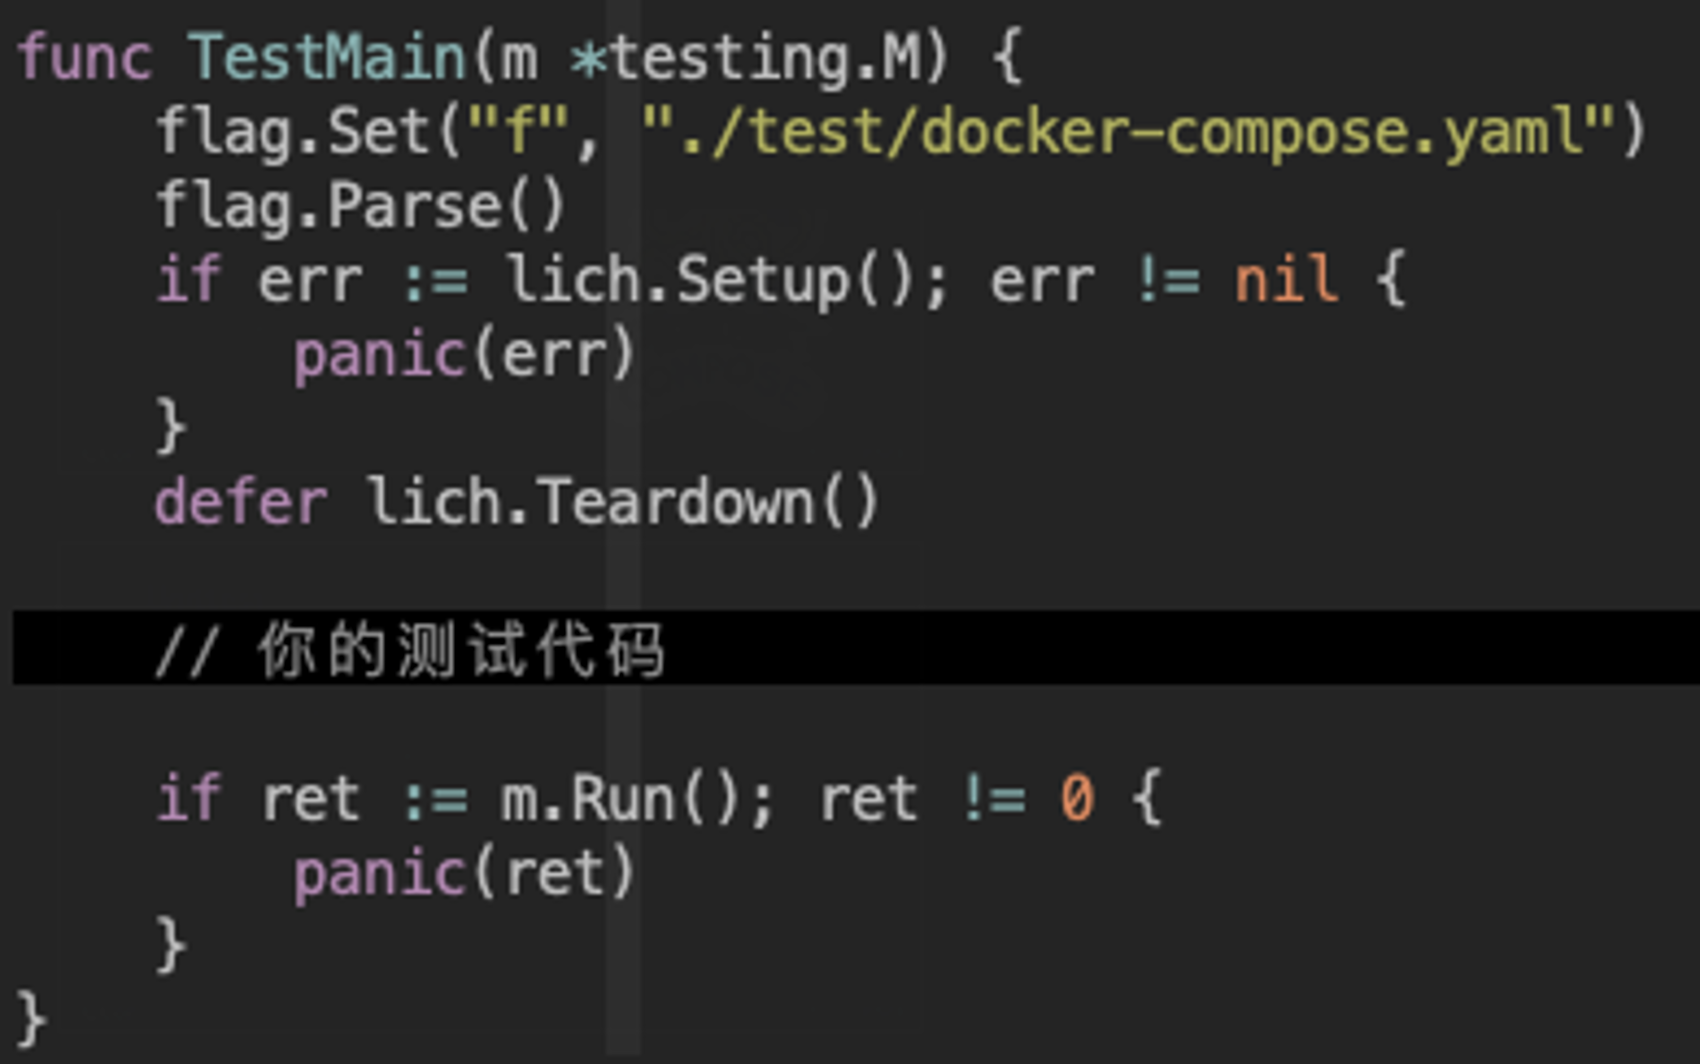 func TestMain(m *testing.M) {
    flag.Set("f", "./test/docker-compose.yaml")
    flag.Parse()
    if err := lich.Setup(); err != nil {
        panic(err)
    }
    defer lich.Teardown()

    // 你的测试代码

    if ret := m.Run(); ret != 0 {
        panic(ret)
    }
}